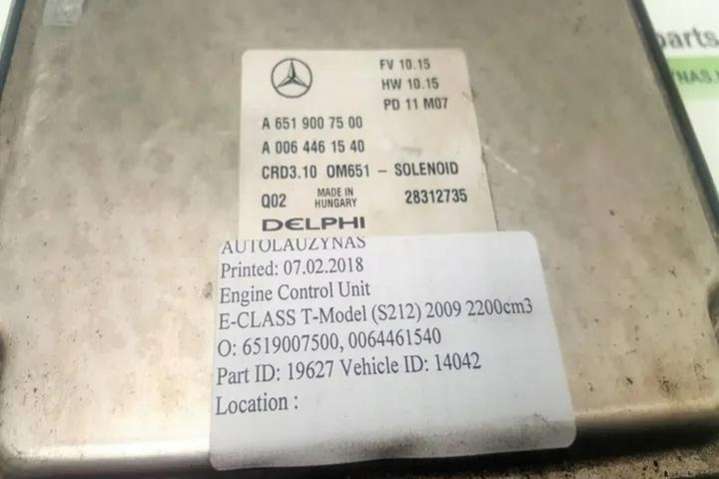 FV 10.15
HW 10.15
PD 11 M07
A 651 900 75 00
A 006 446 15 40
CRD3.10 OM651 - SOLENOID
Q02 MADE IN HUNGARY 28312735
DELPHI
AUTOLAUZYNAS
Printed: 07.02.2018
Engine Control Unit
E-CLASS T-Model (S212) 2009 2200cm3
O: 6519007500, 0064461540
Part ID: 19627 Vehicle ID: 14042
Location :
parts